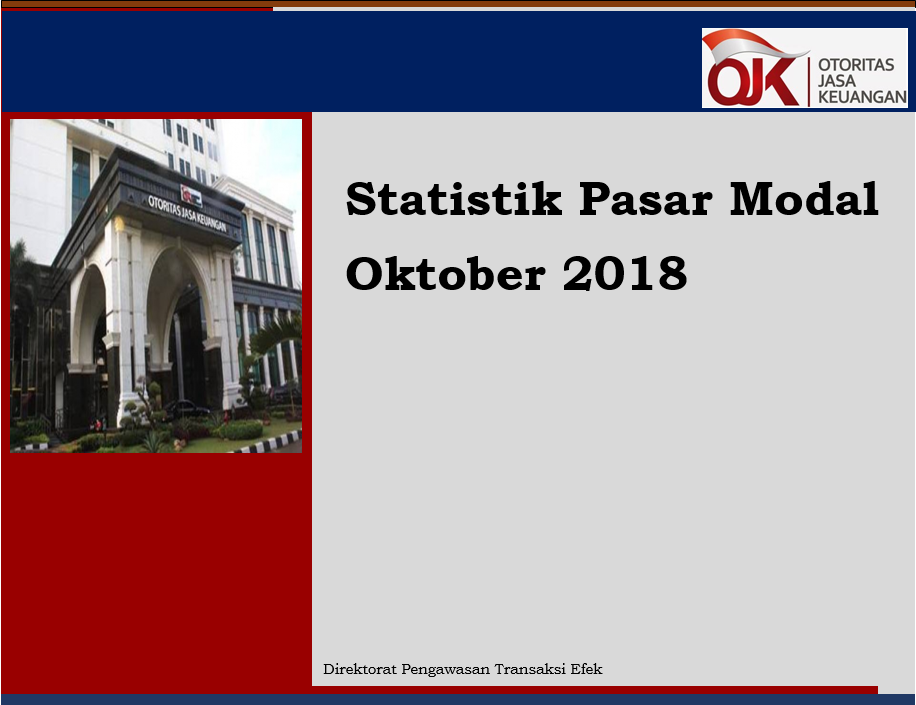 OJK
OTORITAS
JASA
KEUANGAN
OTORITAS JASA KEUANGAN
Statistik Pasar Modal
Oktober 2018
Direktorat Pengawasan Transaksi Efek